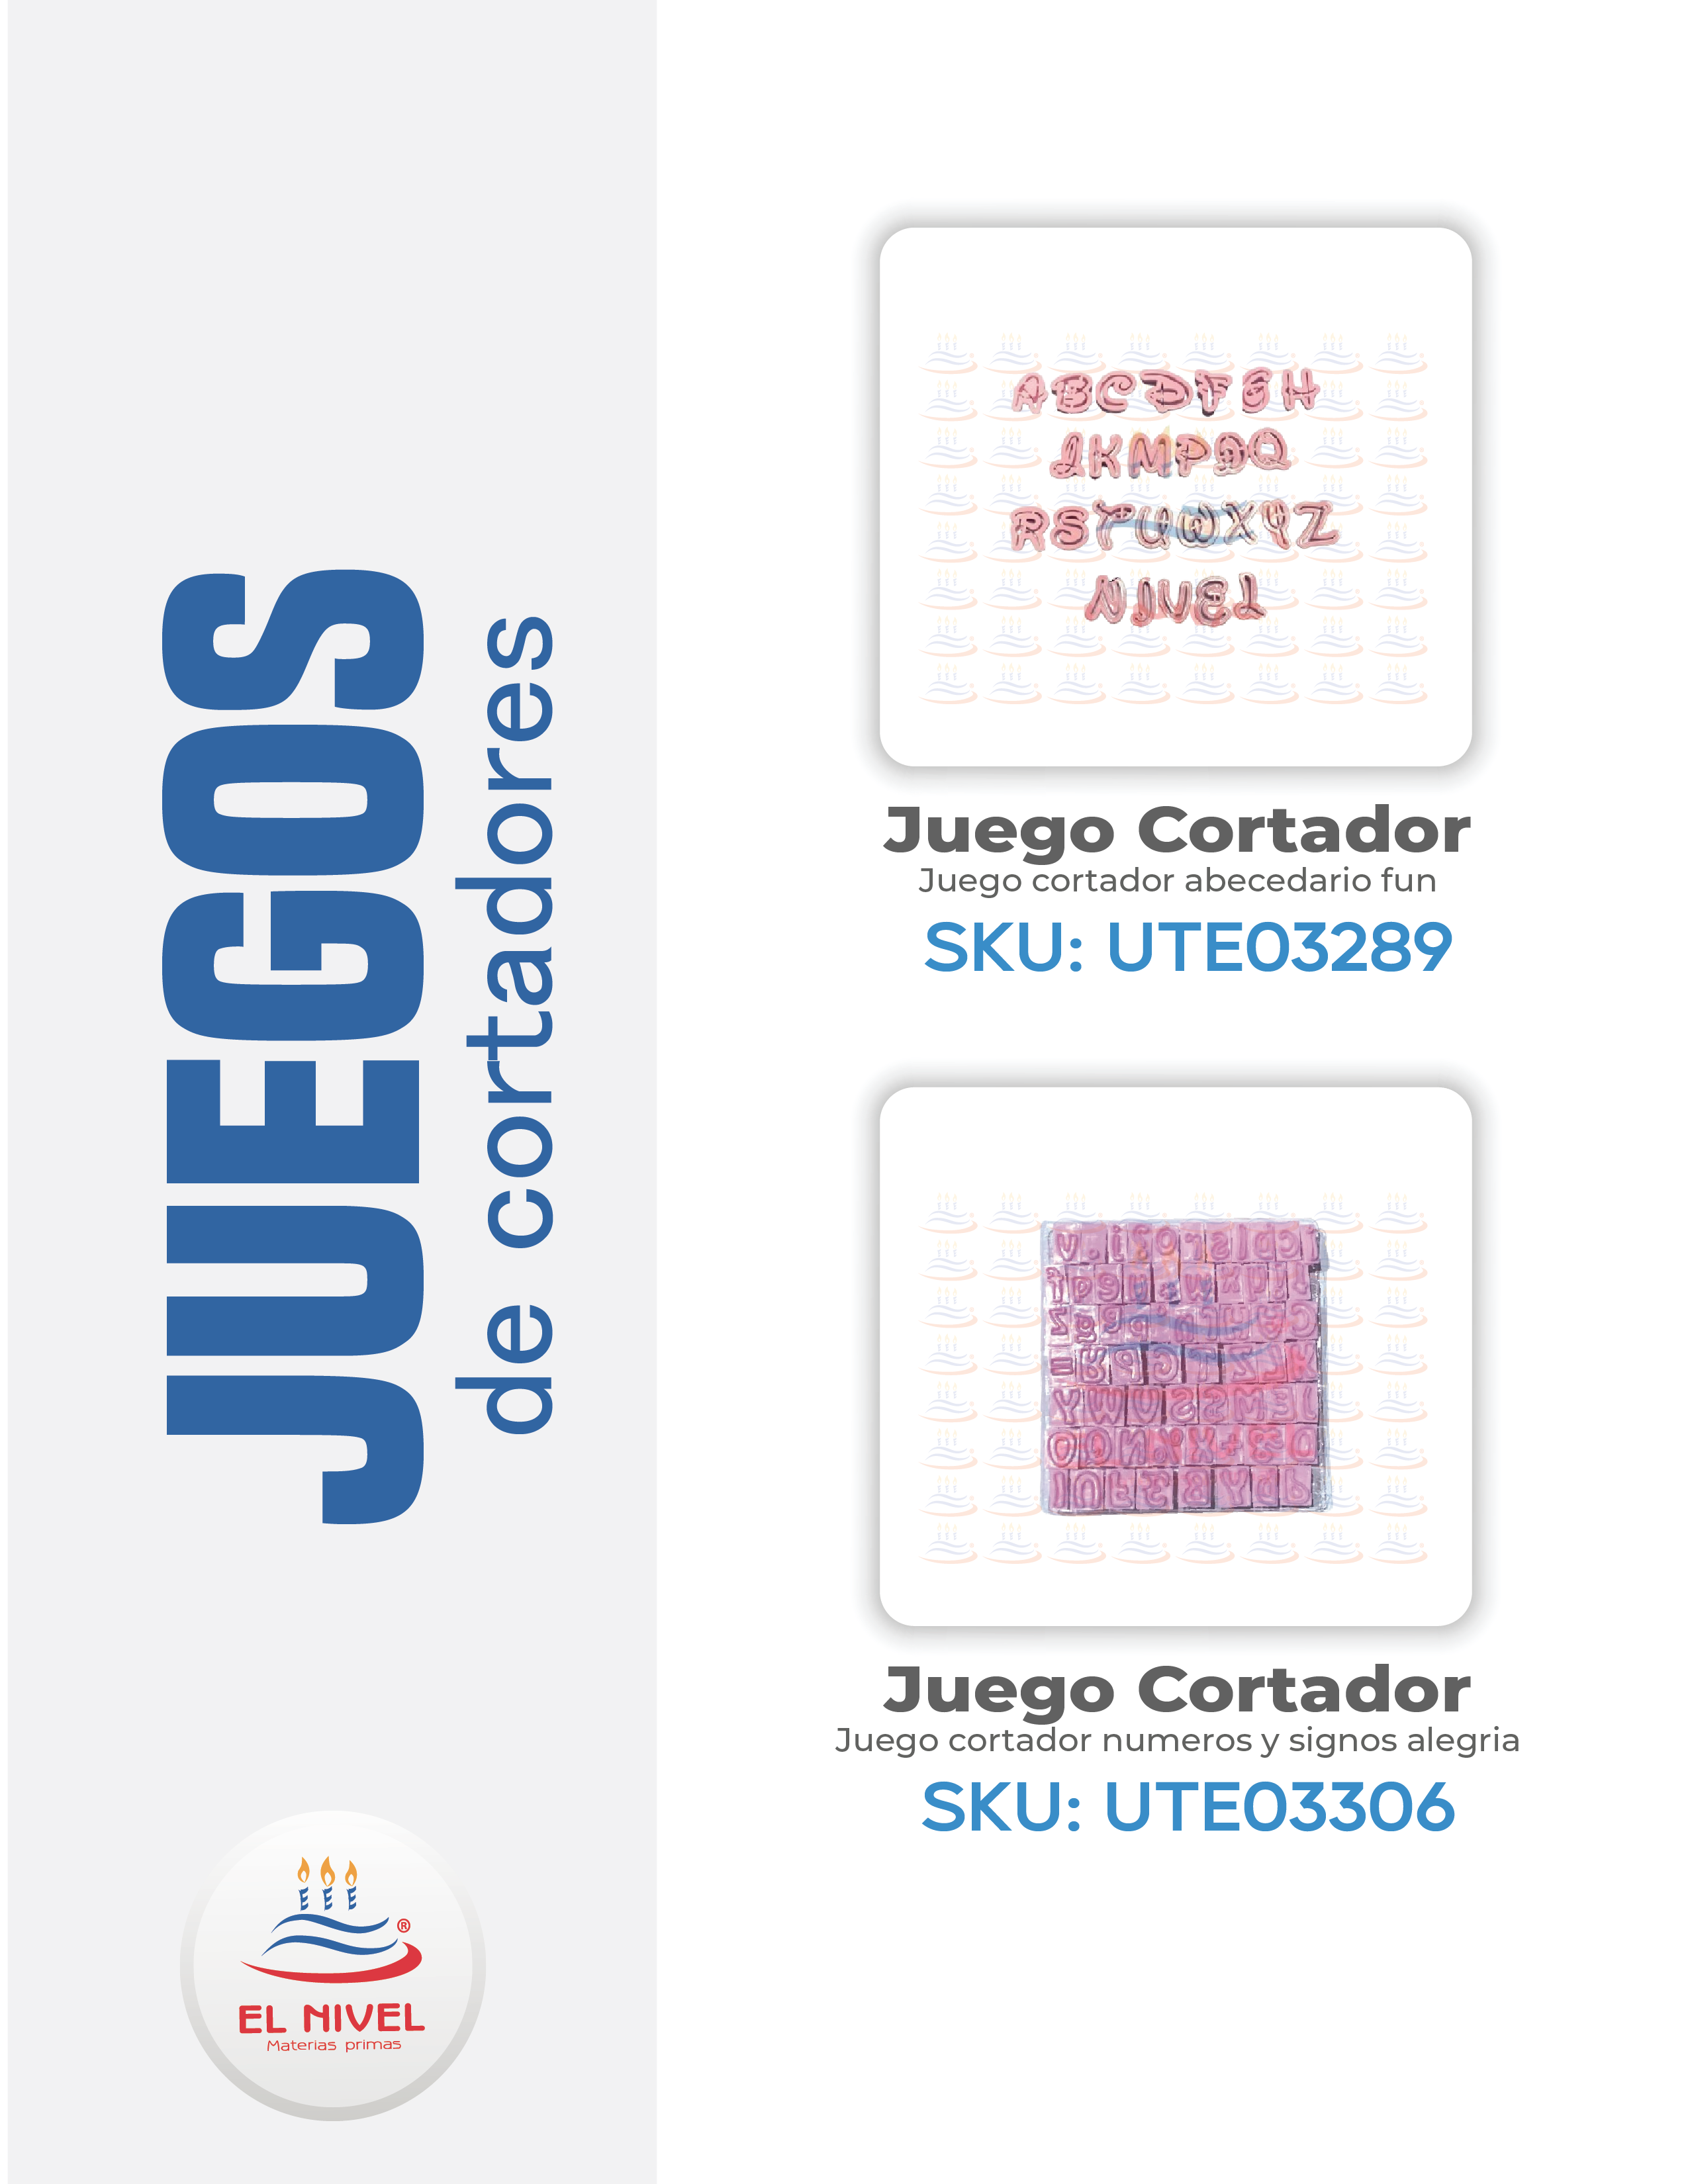 JUEGOS
de cortadores
ABCDFGH
KMP Q
RSTUWXYZ
NIVEL
Juego Cortador
Juego cortador abecedario fun
SKU: UTE03289
Juego Cortador
Juego cortador numeros y signos alegria
SKU: UTE03306
®
EL NIVEL
Materias primas